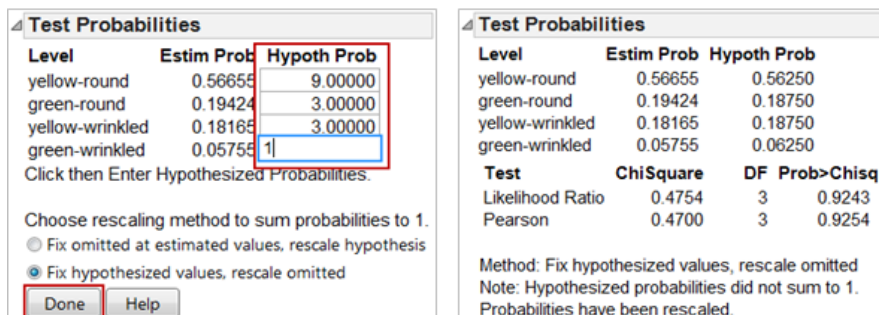 Test Probabilities
Level Estim Prob Hypoth Prob
yellow-round 0.56655 9.00000
green-round 0.19424 3.00000
yellow-wrinkled 0.18165 3.00000
green-wrinkled 0.05755 1
Click then Enter Hypothesized Probabilities.
Choose rescaling method to sum probabilities to 1.
Fix omitted at estimated values, rescale hypothesis
Fix hypothesized values, rescale omitted
Done Help
Test Probabilities
Level Estim Prob Hypoth Prob
yellow-round 0.56655 0.56250
green-round 0.19424 0.18750
yellow-wrinkled 0.18165 0.18750
green-wrinkled 0.05755 0.06250
Test ChiSquare DF Prob>Chisq
Likelihood Ratio 0.4754 3 0.9243
Pearson 0.4700 3 0.9254
Method: Fix hypothesized values, rescale omitted
Note: Hypothesized probabilities did not sum to 1.
Probabilities have been rescaled.